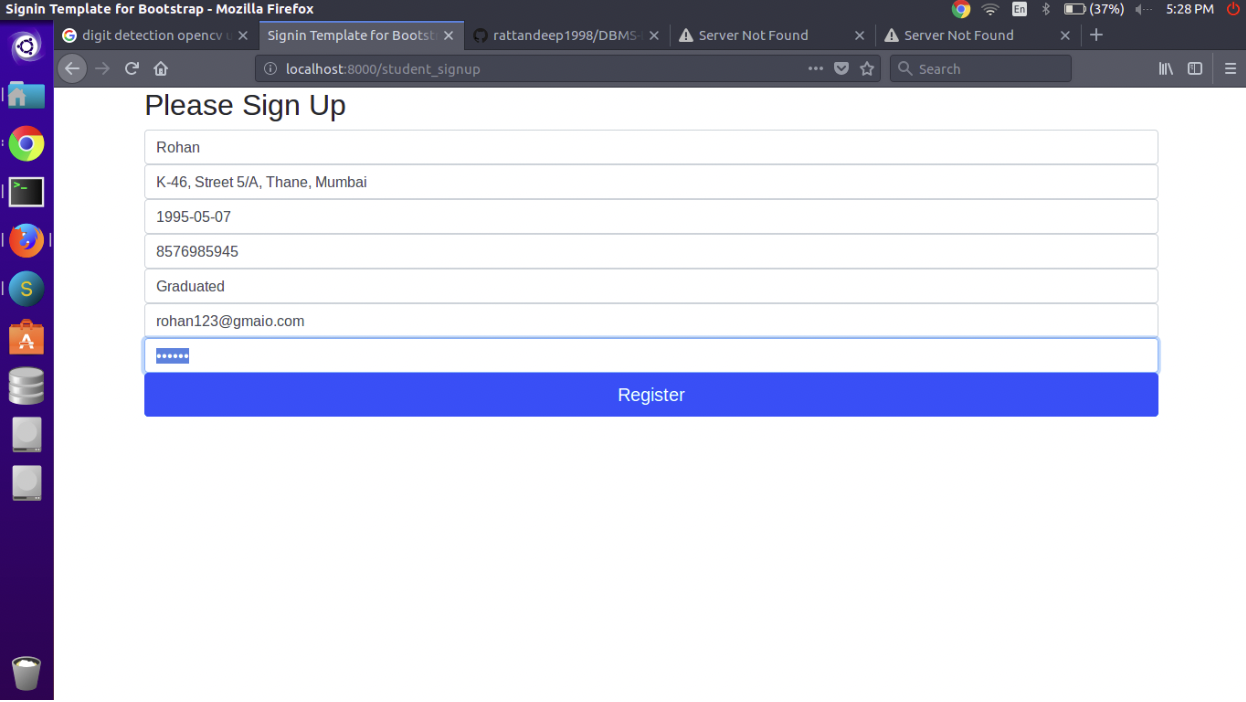 Signin Template for Bootstrap - Mozilla Firefox
En
(37%)
5:28 PM
digit detection opencv
Signin Template for Bootst
rattandeep1998/DBMS-
Server Not Found
Server Not Found
localhost:8000/student_signup
Search
Please Sign Up
Rohan
K-46, Street 5/A, Thane, Mumbai
1995-05-07
8576985945
Graduated
rohan123@gmaio.com
••••••
Register
>_
S
A